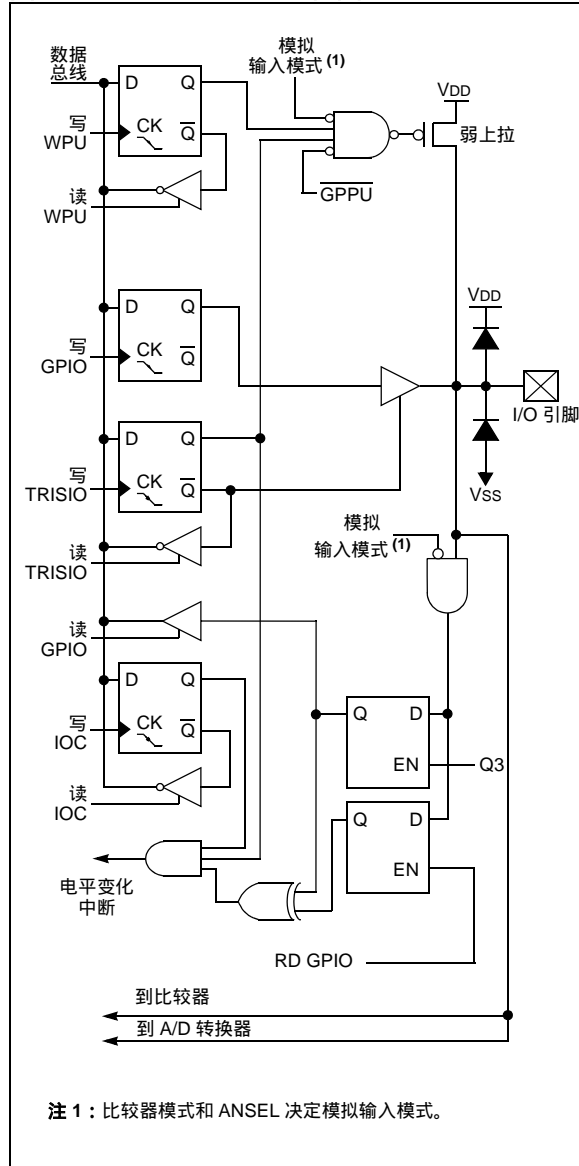 数据
总线
D Q
写
WPU
CK
Q
读
WPU
模拟
输入模式 (1)
GPPU
VDD
弱上拉
D Q
写
GPIO
CK
Q
VDD
I/O 引脚
VSS
D Q
写
TRISIO
CK
Q
读
TRISIO
模拟
输入模式 (1)
读
GPIO
D Q
写
IOC
CK
Q
读
IOC
Q D
EN
Q3
Q D
EN
电平变化
中断
RD GPIO
到比较器
到 A/D 转换器
注 1：比较器模式和 ANSEL 决定模拟输入模式。